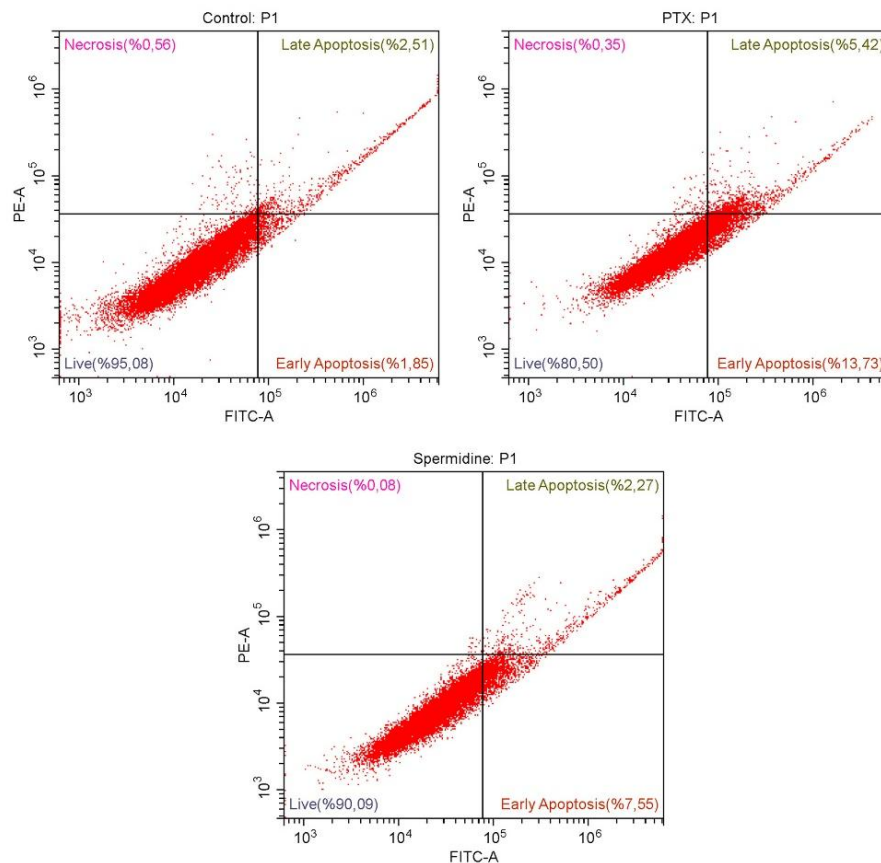 Control: P1
Necrosis(%0,56)
Late Apoptosis(%2,51)
10⁶
10⁵
10⁴
10³
PE-A
Live(%95,08)
Early Apoptosis(%1,85)
10³ 10⁴ 10⁵ 10⁶
FITC-A
PTX: P1
Necrosis(%0,35)
Late Apoptosis(%5,42)
10⁶
10⁵
10⁴
10³
PE-A
Live(%80,50)
Early Apoptosis(%13,73)
10³ 10⁴ 10⁵ 10⁶
FITC-A
Spermidine: P1
Necrosis(%0,08)
Late Apoptosis(%2,27)
10⁶
10⁵
10⁴
10³
PE-A
Live(%90,09)
Early Apoptosis(%7,55)
10³ 10⁴ 10⁵ 10⁶
FITC-A